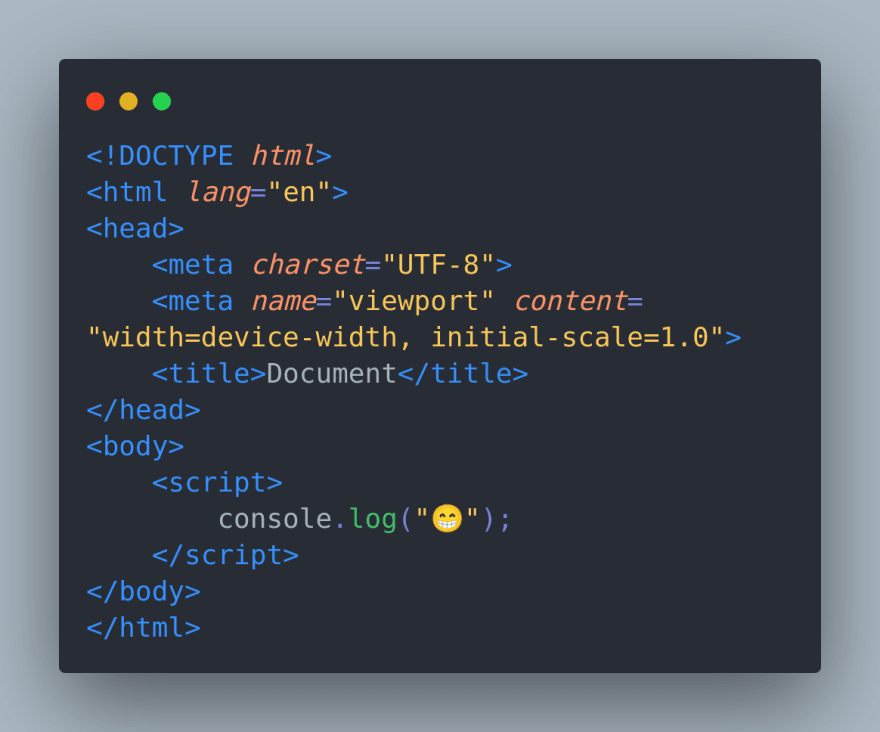 <!DOCTYPE html>
<html lang="en">
<head>
    <meta charset="UTF-8">
    <meta name="viewport" content=
"width=device-width, initial-scale=1.0">
    <title>Document</title>
</head>
<body>
    <script>
        console.log("😁");
    </script>
</body>
</html>